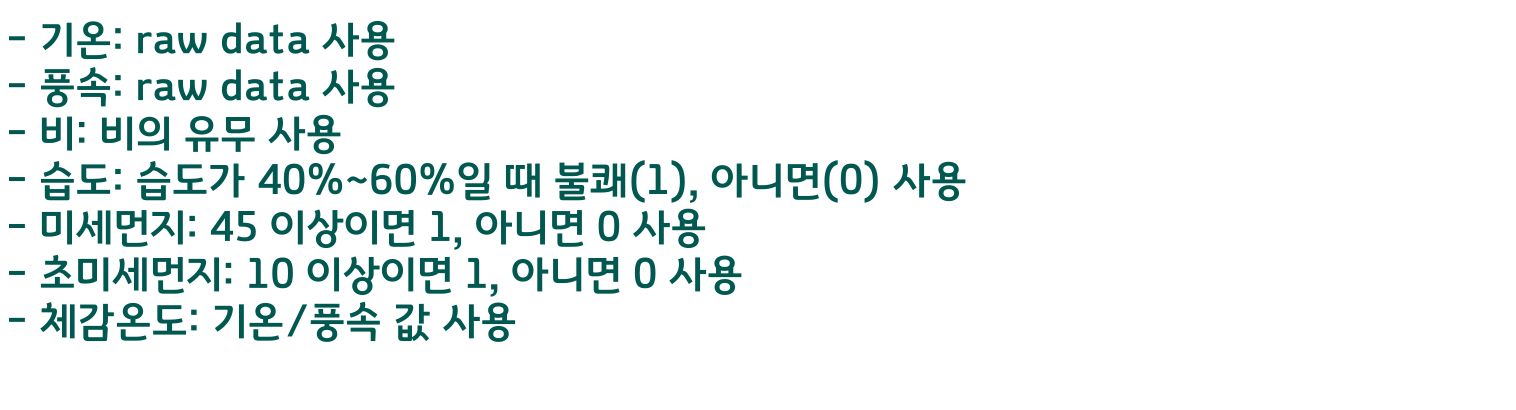 - 기온: raw data 사용
- 풍속: raw data 사용
- 비: 비의 유무 사용
- 습도: 습도가 40%~60%일 때 불쾌(1), 아니면(0) 사용
- 미세먼지: 45 이상이면 1, 아니면 0 사용
- 초미세먼지: 10 이상이면 1, 아니면 0 사용
- 체감온도: 기온/풍속 값 사용